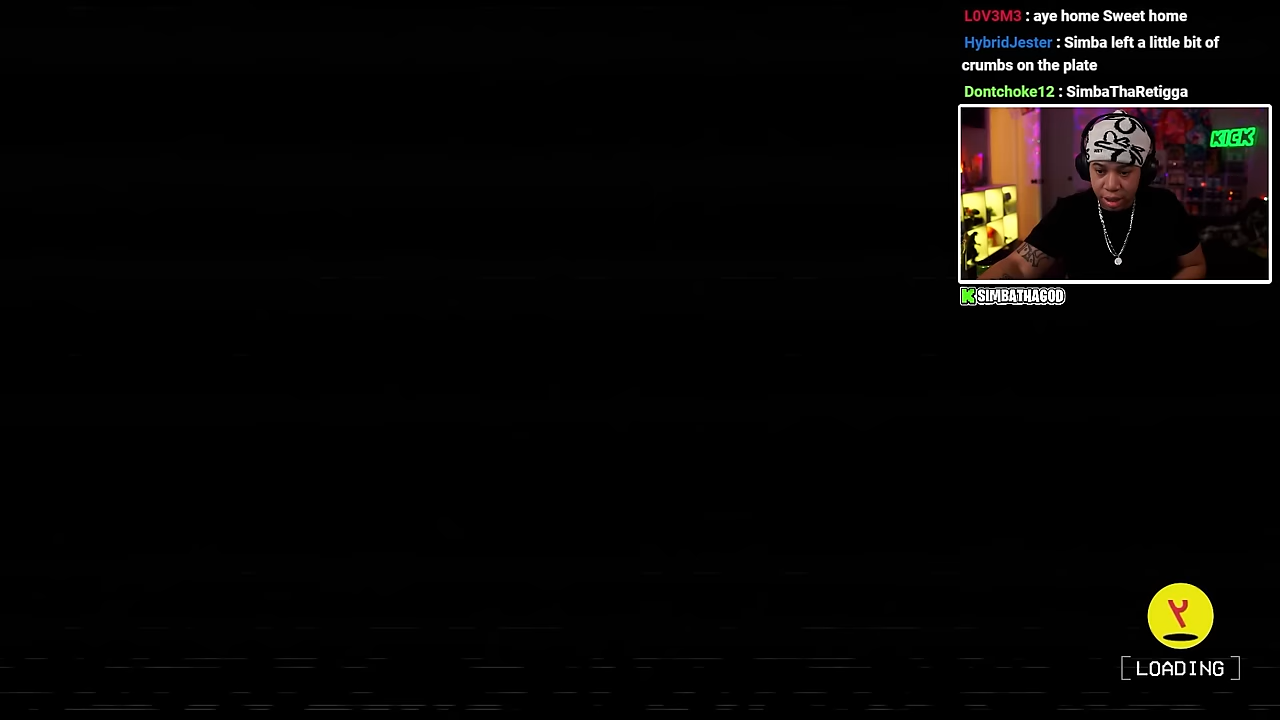 L0V3M3 : aye home Sweet home
HybridJester : Simba left a little bit of
crumbs on the plate
Dontchoke12 : SimbaThaRetigga
KICK
K SIMBATHAGOD
[ LOADING ]